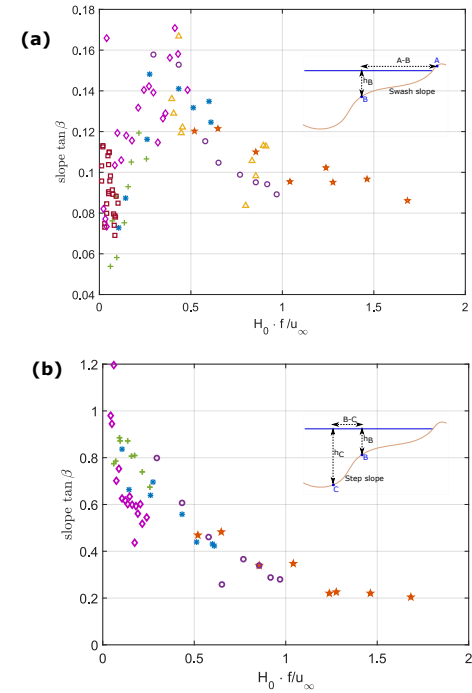 (a)
0.18
0.16
0.14
0.12
0.1
0.08
0.06
0.04
slope tan β
0
0.5
1
1.5
2
H₀ · f/u∞
A-B
A
hB
B
Swash slope
(b)
1.2
1
0.8
0.6
0.4
0.2
0
slope tan β
0
0.5
1
1.5
2
H₀ · f/u∞
B-C
hB
hC
B
Step slope
C